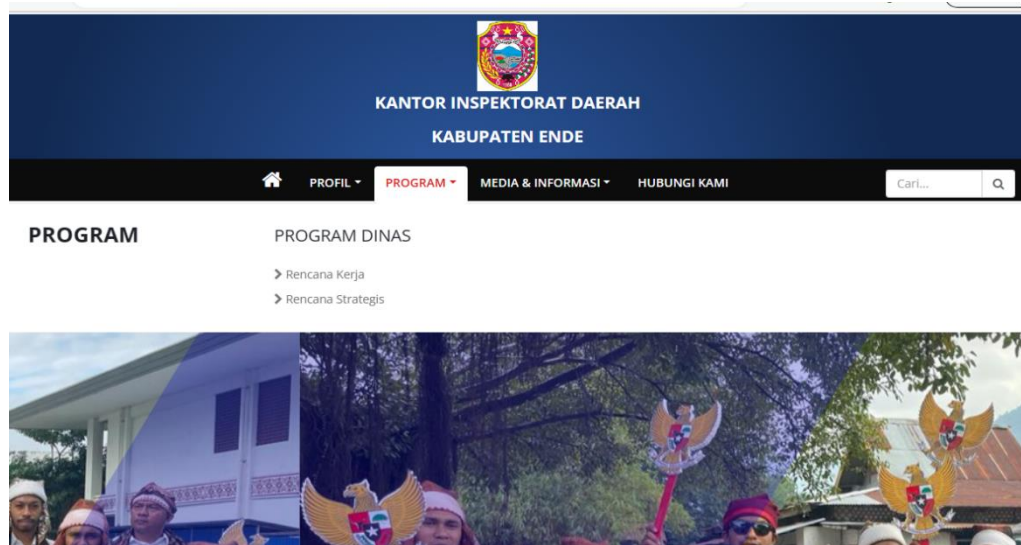 KANTOR INSPEKTORAT DAERAH
KABUPATEN ENDE
PROFIL PROGRAM MEDIA & INFORMASI HUBUNGI KAMI Cari...
PROGRAM
PROGRAM DINAS
Rencana Kerja
Rencana Strategis